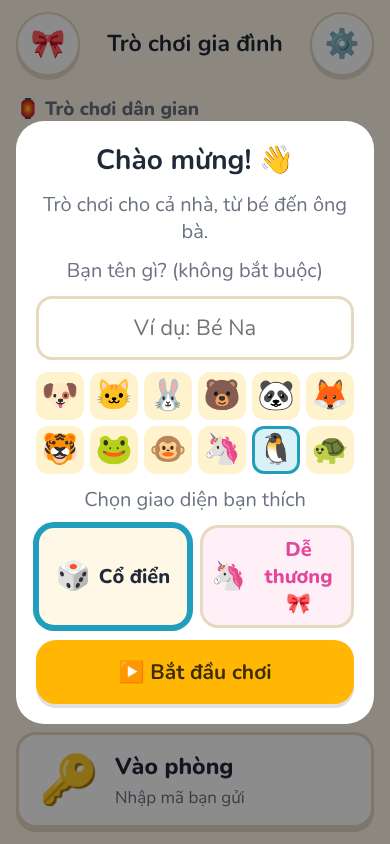 Trò chơi gia đình
Trò chơi dân gian
Chào mừng! 👋
Trò chơi cho cả nhà, từ bé đến ông
bà.
Bạn tên gì? (không bắt buộc)
Ví dụ: Bé Na
Chọn giao diện bạn thích
Cổ điển
Dễ
thương
Bắt đầu chơi
Vào phòng
Nhập mã bạn gửi